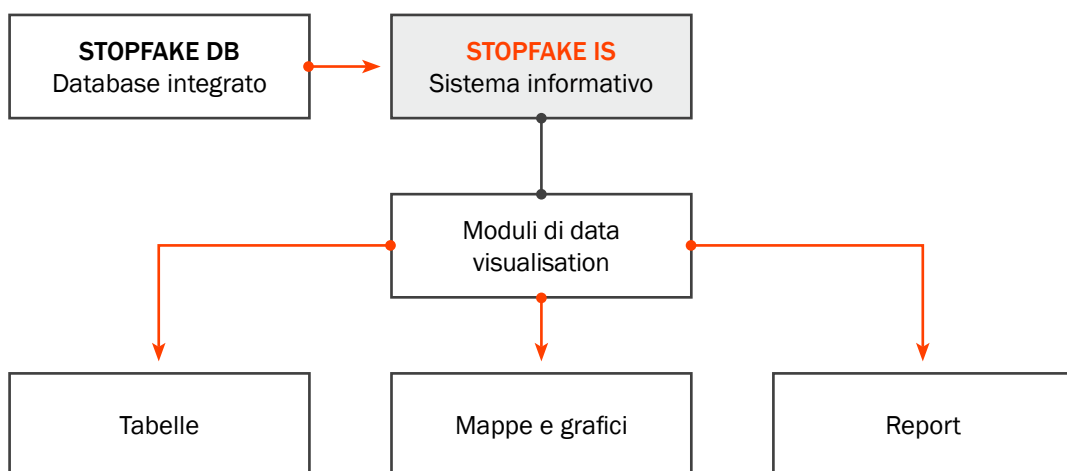 STOPFAKE DB
Database integrato
STOPFAKE IS
Sistema informativo
Moduli di data
visualisation
Tabelle
Mappe e grafici
Report